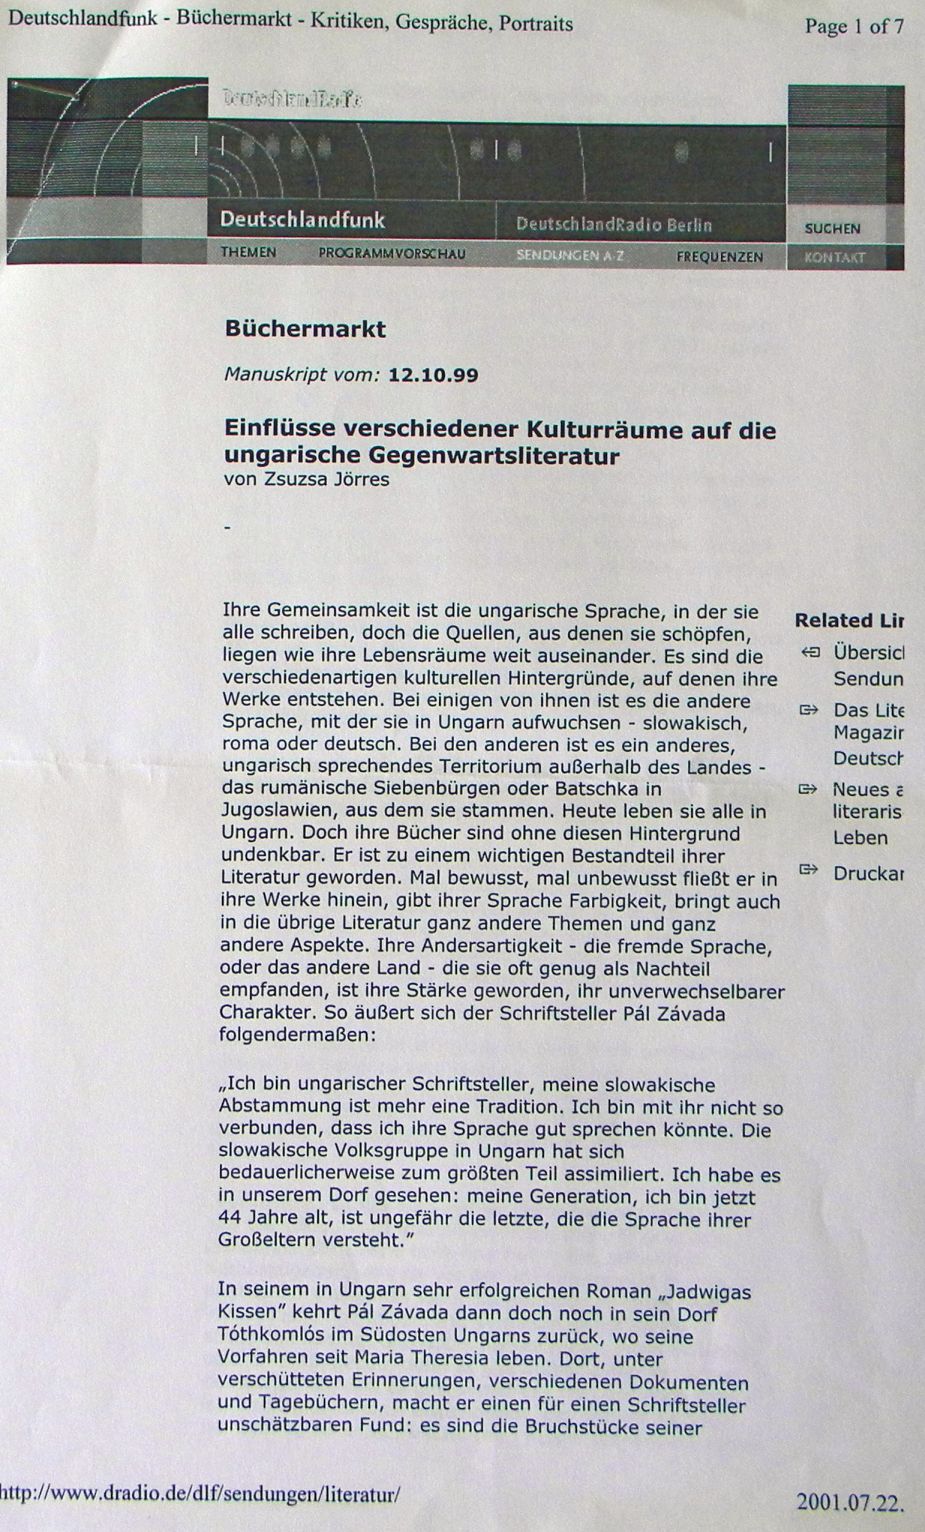 Deutschlandfunk - Büchermarkt - Kritiken, Gespräche, Portraits
Page 1 of 7
DeutschlandRadio
Deutschlandfunk
DeutschlandRadio Berlin
SUCHEN
THEMEN
PROGRAMMVORSCHAU
SENDUNGEN A-Z
FREQUENZEN
KONTAKT
Büchermarkt
Manuskript vom: 12.10.99
Einflüsse verschiedener Kulturräume auf die
ungarische Gegenwartsliteratur
von Zsuzsa Jörres
-
Ihre Gemeinsamkeit ist die ungarische Sprache, in der sie
alle schreiben, doch die Quellen, aus denen sie schöpfen,
liegen wie ihre Lebensräume weit auseinander. Es sind die
verschiedenartigen kulturellen Hintergründe, auf denen ihre
Werke entstehen. Bei einigen von ihnen ist es die andere
Sprache, mit der sie in Ungarn aufwuchsen - slowakisch,
roma oder deutsch. Bei den anderen ist es ein anderes,
ungarisch sprechendes Territorium außerhalb des Landes -
das rumänische Siebenbürgen oder Batschka in
Jugoslawien, aus dem sie stammen. Heute leben sie alle in
Ungarn. Doch ihre Bücher sind ohne diesen Hintergrund
undenkbar. Er ist zu einem wichtigen Bestandteil ihrer
Literatur geworden. Mal bewusst, mal unbewusst fließt er in
ihre Werke hinein, gibt ihrer Sprache Farbigkeit, bringt auch
in die übrige Literatur ganz andere Themen und ganz
andere Aspekte. Ihre Andersartigkeit - die fremde Sprache,
oder das andere Land - die sie oft genug als Nachteil
empfanden, ist ihre Stärke geworden, ihr unverwechselbarer
Charakter. So äußert sich der Schriftsteller Pál Závada
folgendermaßen:
„Ich bin ungarischer Schriftsteller, meine slowakische
Abstammung ist mehr eine Tradition. Ich bin mit ihr nicht so
verbunden, dass ich ihre Sprache gut sprechen könnte. Die
slowakische Volksgruppe in Ungarn hat sich
bedauerlicherweise zum größten Teil assimiliert. Ich habe es
in unserem Dorf gesehen: meine Generation, ich bin jetzt
44 Jahre alt, ist ungefähr die letzte, die die Sprache ihrer
Großeltern versteht.”
In seinem in Ungarn sehr erfolgreichen Roman „Jadwigas
Kissen” kehrt Pál Závada dann doch noch in sein Dorf
Tóthkomlós im Südosten Ungarns zurück, wo seine
Vorfahren seit Maria Theresia leben. Dort, unter
verschütteten Erinnerungen, verschiedenen Dokumenten
und Tagebüchern, macht er einen für einen Schriftsteller
unschätzbaren Fund: es sind die Bruchstücke seiner
Related Lin
Übersicl
Sendun
Das Lite
Magazir
Deutsch
Neues a
literaris
Leben
Druckar
http://www.dradio.de/dlf/sendungen/literatur/
2001.07.22.